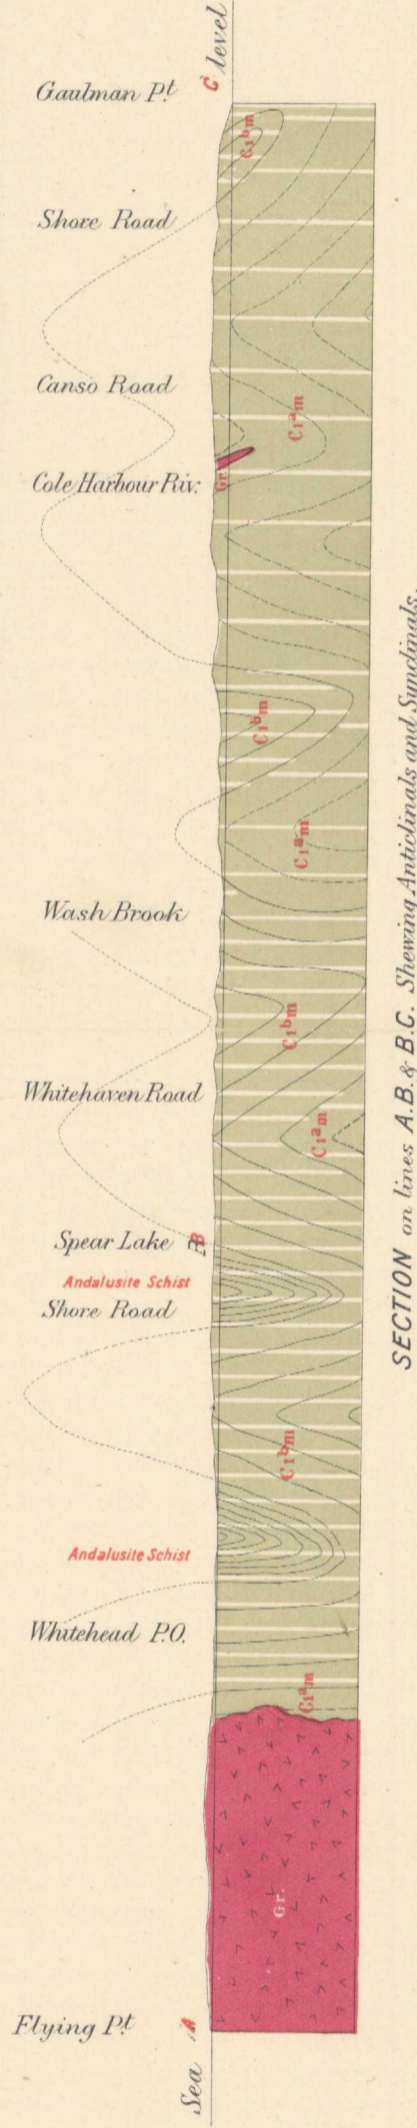 level
C
Gaulman Pt.
C1bm
Shore Road
Canso Road
C1am
Cole Harbour Riv:
Gr.
C1bm
C1am
Wash Brook
C1bm
Whitehaven Road
C1am
Spear Lake
B
Andalusite Schist
Shore Road
C1bm
Andalusite Schist
Whitehead P.O.
C1am
Gr.
Flying Pt.
A
Sea
SECTION on lines A.B. & B.C. Shewing Anticlinals and Synclinals.